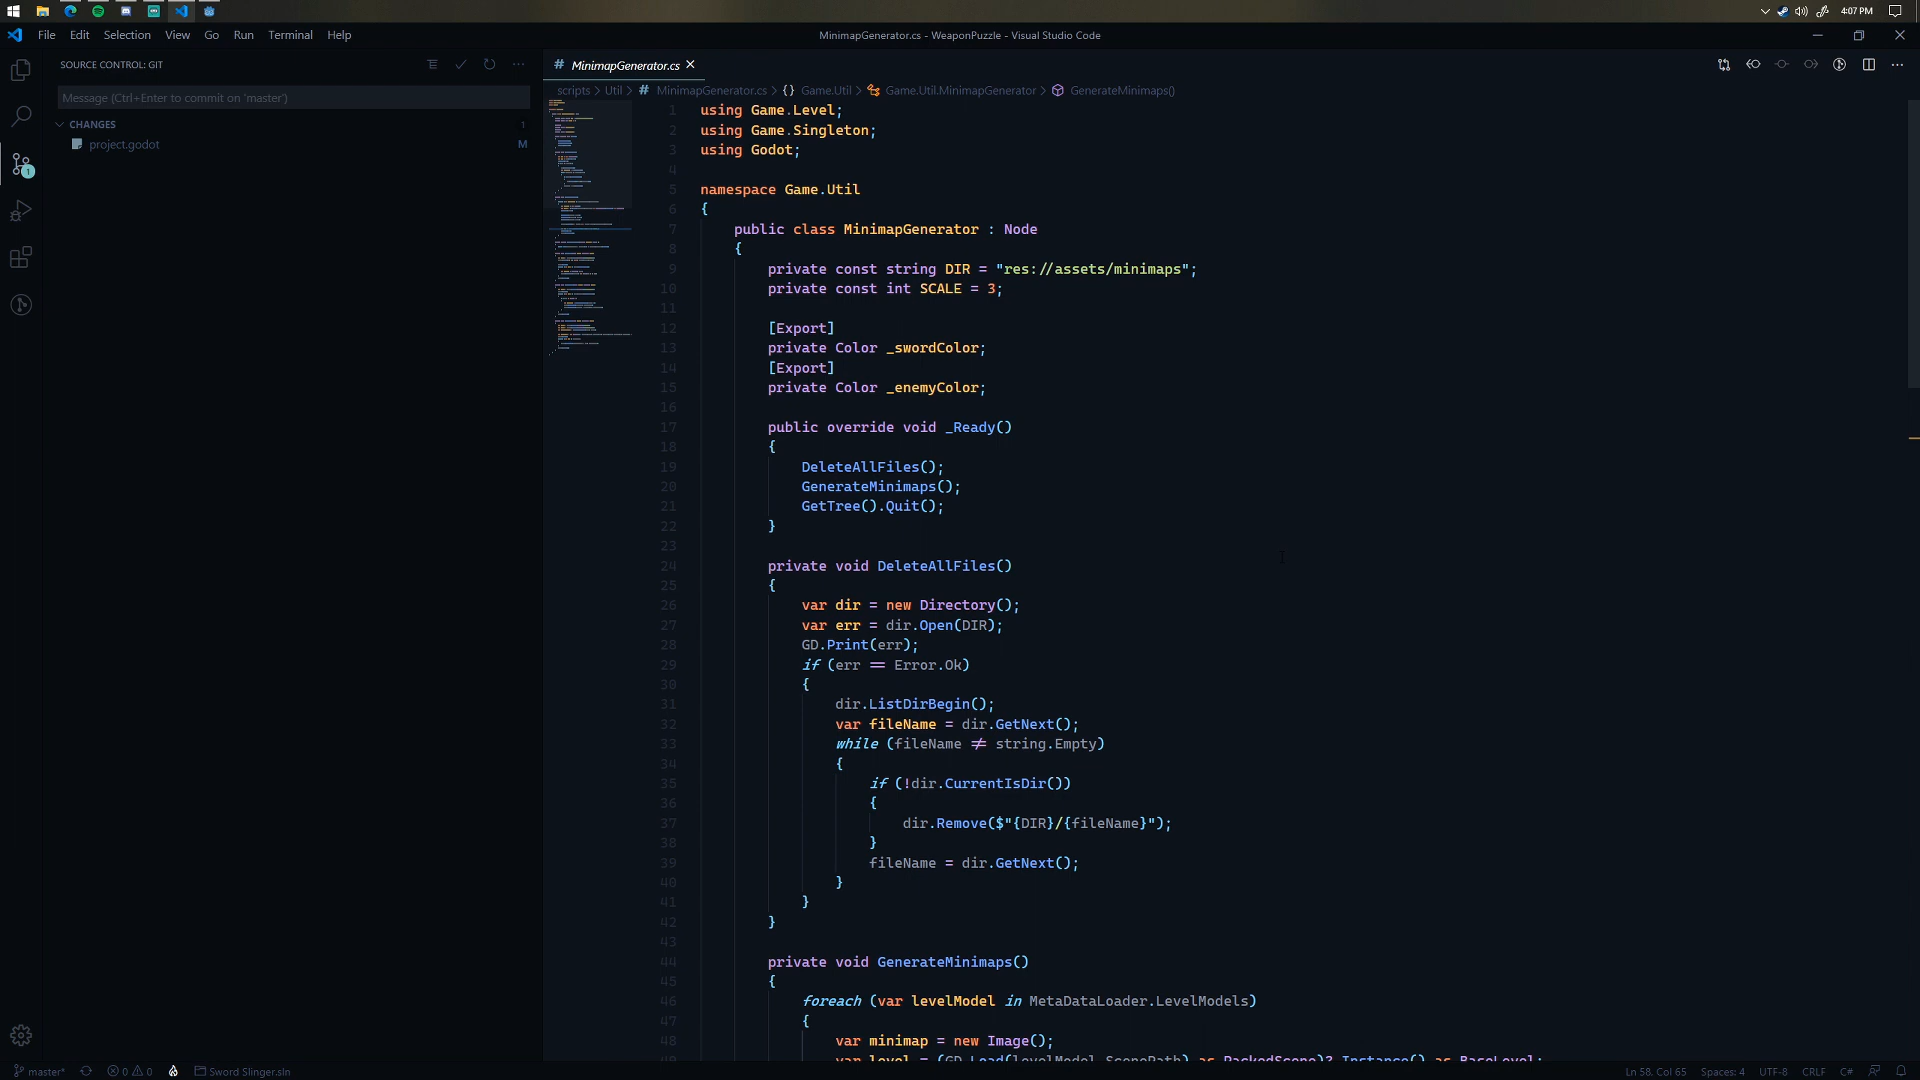 4:07 PM
File Edit Selection View Go Run Terminal Help
MinimapGenerator.cs - WeaponPuzzle - Visual Studio Code
SOURCE CONTROL: GIT
Message (Ctrl+Enter to commit on 'master')
CHANGES 1
project.godot M
1
# MinimapGenerator.cs
scripts > Util > # MinimapGenerator.cs > {} Game.Util > Game.Util.MinimapGenerator > GenerateMinimaps()
1 using Game.Level;
2 using Game.Singleton;
3 using Godot;
4
5 namespace Game.Util
6 {
7 public class MinimapGenerator : Node
8 {
9 private const string DIR = "res://assets/minimaps";
10 private const int SCALE = 3;
11
12 [Export]
13 private Color _swordColor;
14 [Export]
15 private Color _enemyColor;
16
17 public override void _Ready()
18 {
19 DeleteAllFiles();
20 GenerateMinimaps();
21 GetTree().Quit();
22 }
23
24 private void DeleteAllFiles()
25 {
26 var dir = new Directory();
27 var err = dir.Open(DIR);
28 GD.Print(err);
29 if (err == Error.Ok)
30 {
31 dir.ListDirBegin();
32 var fileName = dir.GetNext();
33 while (fileName != string.Empty)
34 {
35 if (!dir.CurrentIsDir())
36 {
37 dir.Remove($"{DIR}/{fileName}");
38 }
39 fileName = dir.GetNext();
40 }
41 }
42 }
43
44 private void GenerateMinimaps()
45 {
46 foreach (var levelModel in MetaDataLoader.LevelModels)
47 {
48 var minimap = new Image();
49 var level = (GD.Load(levelModel.ScenePath) as PackedScene)?.Instance() as BaseLevel;
master* 0 0 Sword Slinger.sln
Ln 58, Col 65 Spaces: 4 UTF-8 CRLF C#